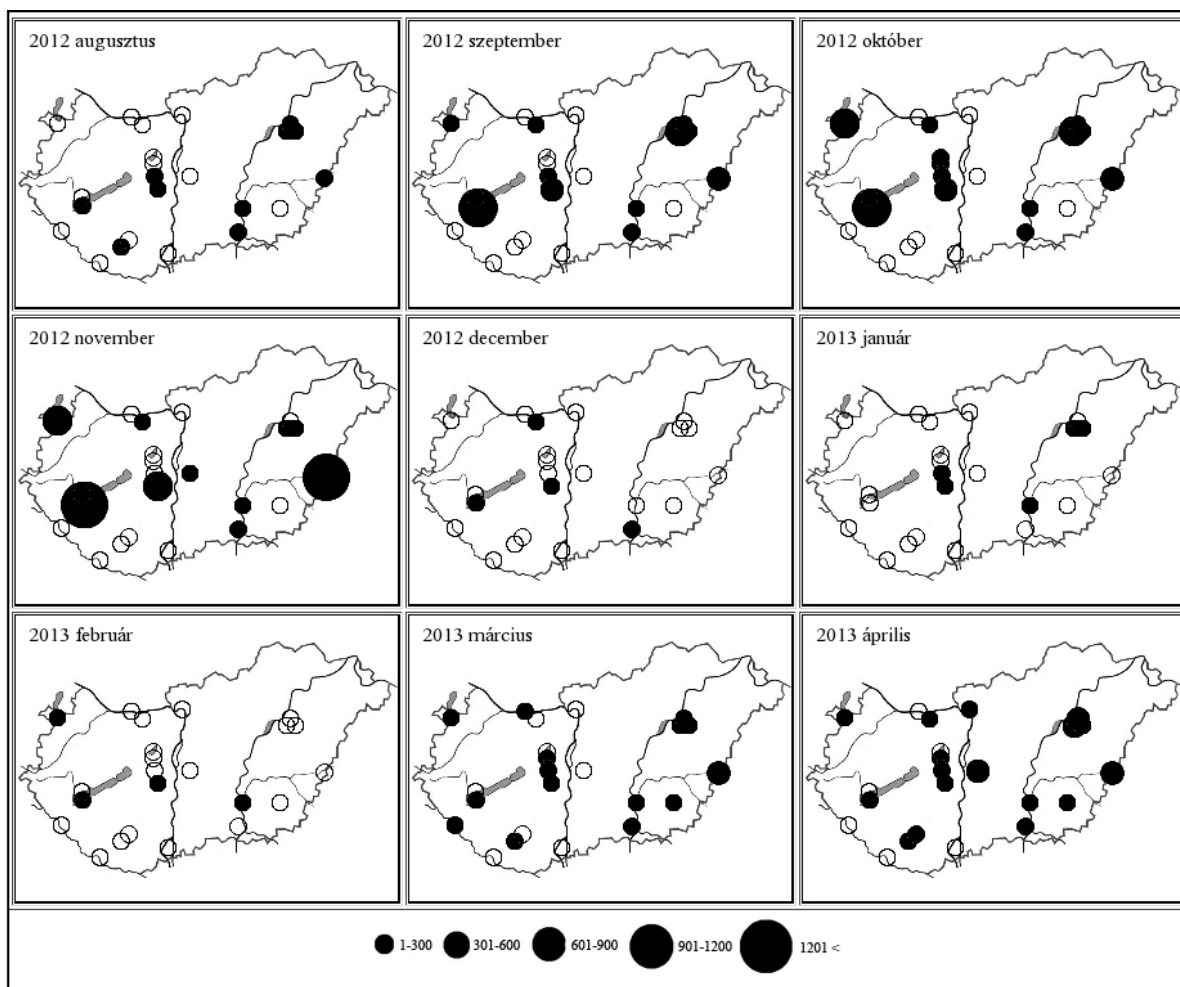 2012 augusztus
2012 szeptember
2012 október
2012 november
2012 december
2013 január
2013 február
2013 március
2013 április
1-300
301-600
601-900
901-1200
1201 <